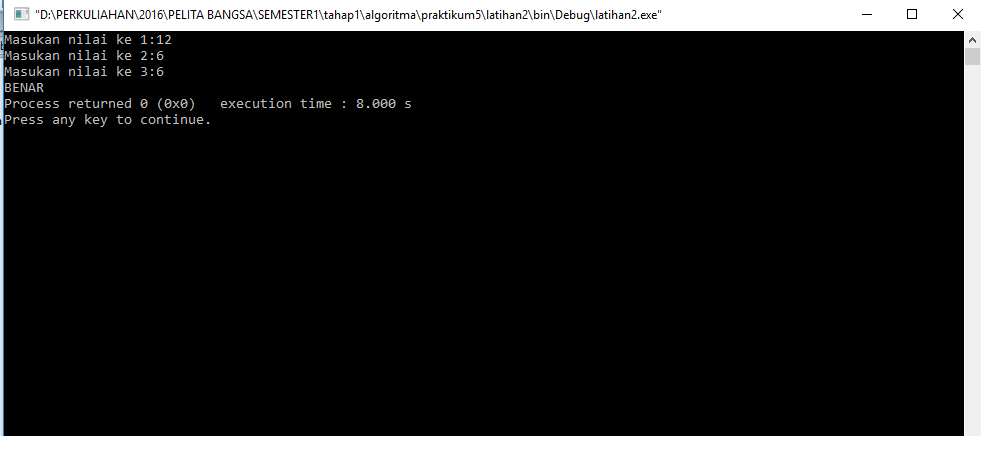 "D:\PERKULIAHAN\2016\PELITA BANGSA\SEMESTER1\tahap1\algoritma\praktikum5\latihan2\bin\Debug\latihan2.exe"
Masukan nilai ke 1:12
Masukan nilai ke 2:6
Masukan nilai ke 3:6
BENAR
Process returned 0 (0x0)   execution time : 8.000 s
Press any key to continue.